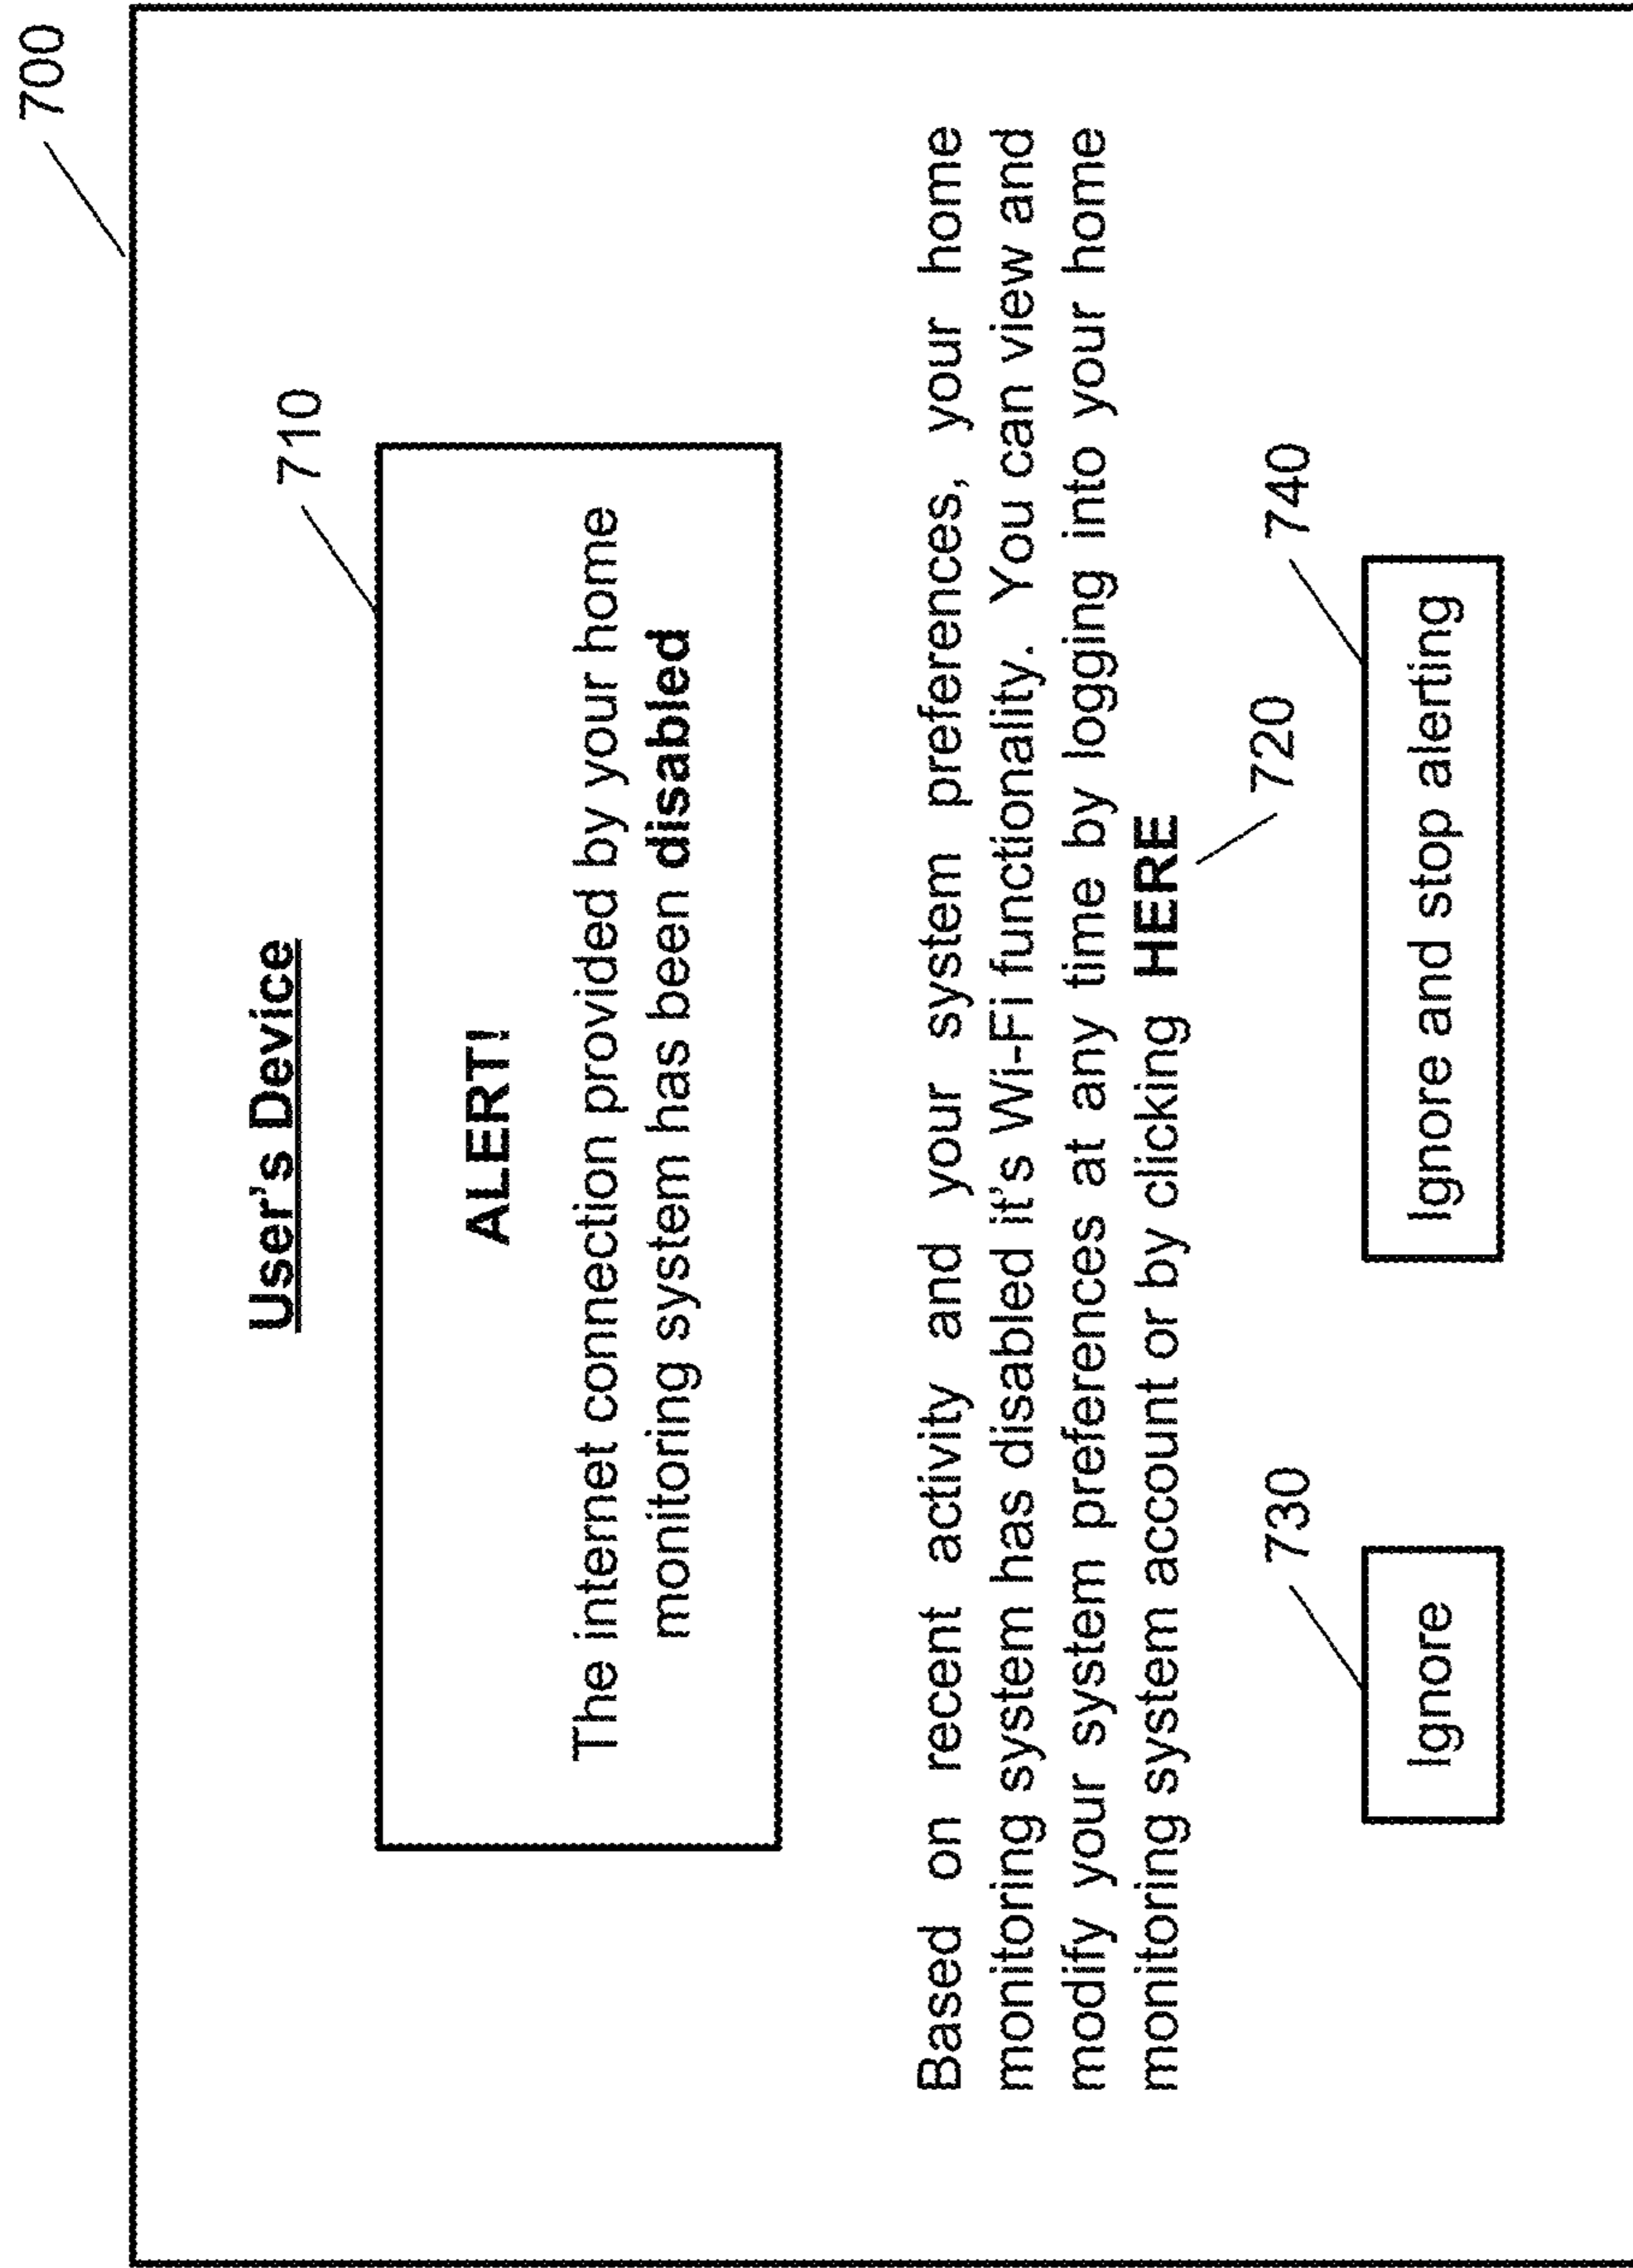 700
User's Device
710
ALERT!
The internet connection provided by your home
monitoring system has been disabled
Based on recent activity and your system preferences, your home
monitoring system has disabled it's Wi-Fi functionality. You can view and
modify your system preferences at any time by logging into your home
monitoring system account or by clicking HERE
720
730
740
Ignore
Ignore and stop alerting